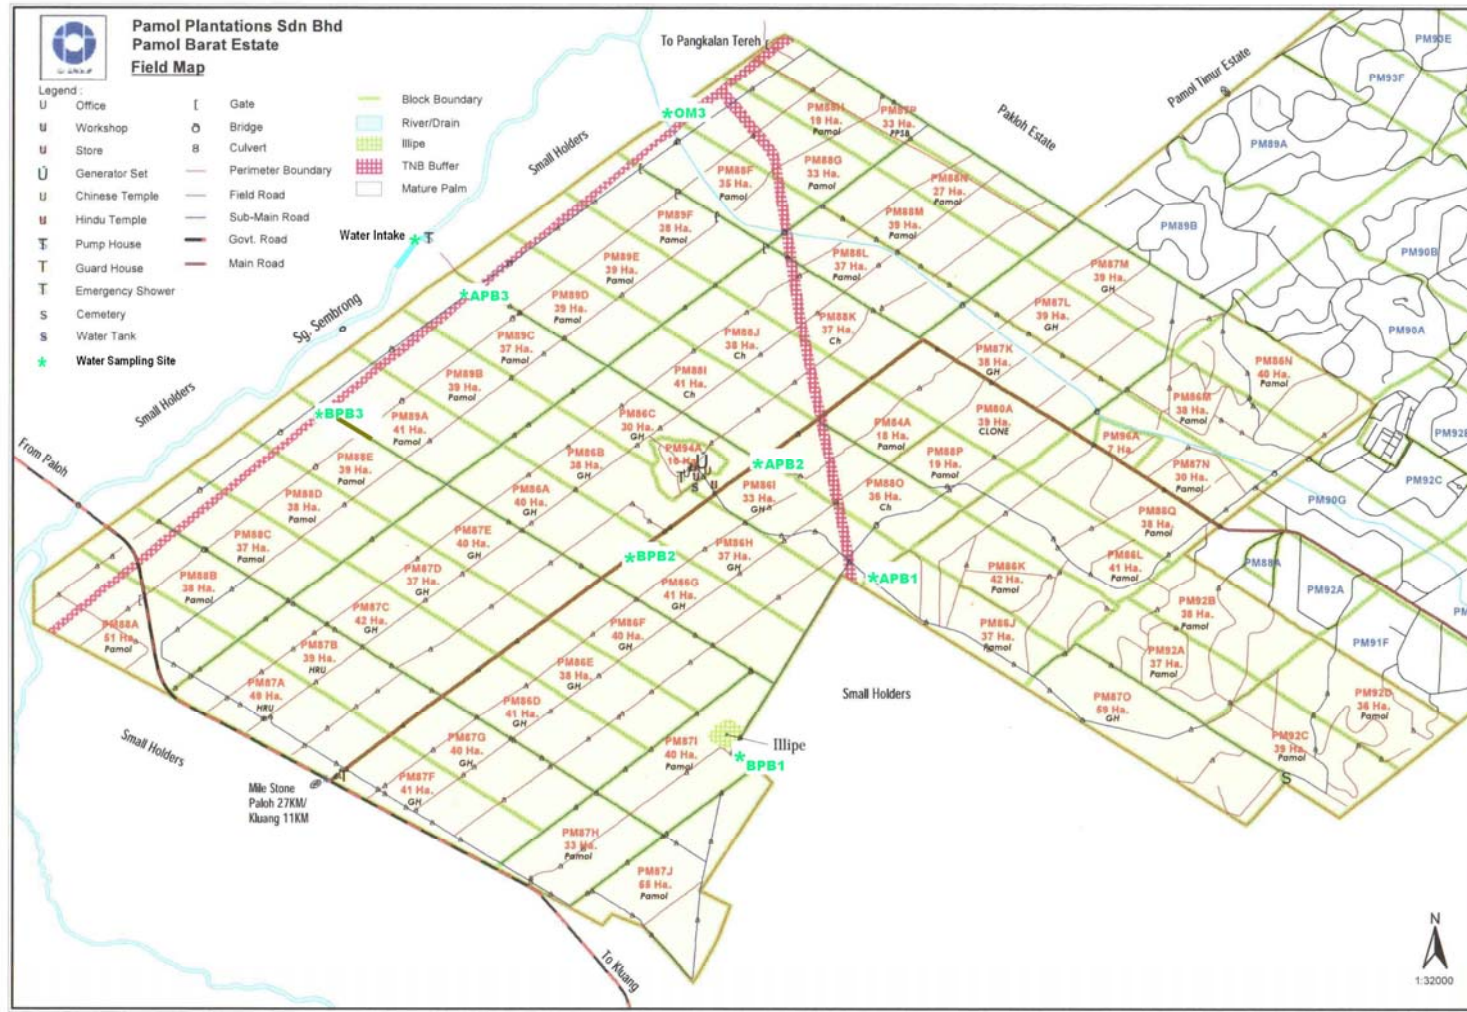 Pamol Plantations Sdn Bhd
Pamol Barat Estate
Field Map
Legend :
U Office
u Workshop
u Store
Ú Generator Set
U Chinese Temple
u Hindu Temple
Pump House
T Guard House
T Emergency Shower
S Cemetery
s Water Tank
* Water Sampling Site
[ Gate
Bridge
8 Culvert
Perimeter Boundary
Field Road
Sub-Main Road
Govt. Road
Main Road
Block Boundary
River/Drain
Illipe
TNB Buffer
Mature Palm
To Pangkalan Tereh
Small Holders
Pakloh Estate
Pamol Timur Estate
*OM3
Water Intake *
*APB3
Sg. Sembrong
Small Holders
*BPB3
From Paloh
PM88H
19 Ha.
Pamol
PM87P
33 Ha.
PPSB
PM88G
33 Ha.
Pamol
PM88F
35 Ha.
Pamol
PM88N
27 Ha.
Pamol
PM88M
39 Ha.
Pamol
PM89F
38 Ha.
Pamol
PM89E
39 Ha.
Pamol
PM88L
37 Ha.
Pamol
PM87M
39 Ha.
GH
PM89D
39 Ha.
Pamol
PM87L
39 Ha.
GH
PM88K
37 Ha.
Ch
PM89C
37 Ha.
Pamol
PM88J
38 Ha.
Ch
PM87K
38 Ha.
GH
PM86N
40 Ha.
Pamol
PM89B
39 Ha.
Pamol
PM88I
41 Ha.
Ch
PM86M
38 Ha.
Pamol
PM89A
41 Ha.
Pamol
PM86C
30 Ha.
GH
PM84A
18 Ha.
Pamol
PM80A
39 Ha.
CLONE
PM96A
7 Ha.
PM88E
39 Ha.
Pamol
PM86B
38 Ha.
GH
PM94A
*APB2
PM88P
19 Ha.
Pamol
PM87N
30 Ha.
Pamol
PM88D
38 Ha.
Pamol
PM86A
40 Ha.
GH
PM86I
33 Ha.
GH
PM88O
36 Ha.
Ch
PM88Q
38 Ha.
Pamol
PM88C
37 Ha.
Pamol
PM87E
40 Ha.
GH
PM86H
37 Ha.
GH
PM86L
41 Ha.
Pamol
*BPB2
*APB1
PM88B
38 Ha.
Pamol
PM87D
37 Ha.
GH
PM86G
41 Ha.
GH
PM86K
42 Ha.
Pamol
PM88A
51 Ha.
Pamol
PM87C
42 Ha.
GH
PM86F
40 Ha.
GH
PM86J
37 Ha.
Pamol
PM92B
38 Ha.
Pamol
PM87B
39 Ha.
HRU
PM86E
38 Ha.
GH
PM92A
37 Ha.
Pamol
PM87A
49 Ha.
HRU
PM86D
41 Ha.
GH
Small Holders
PM87O
59 Ha.
GH
PM92D
36 Ha.
Pamol
PM87G
40 Ha.
GH
PM87I
40 Ha.
Pamol
Illipe
*BPB1
PM92C
39 Ha.
Pamol
S
PM87F
41 Ha.
GH
Small Holders
Mile Stone
Paloh 27KM/
Kluang 11KM
PM87H
33 Ha.
Pamol
PM87J
Pamol
To Kluang
PM93E
PM93F
PM89A
PM89B
PM90B
PM90A
PM92C
PM90G
PM88A
PM92A
PM91F
N
1:32000